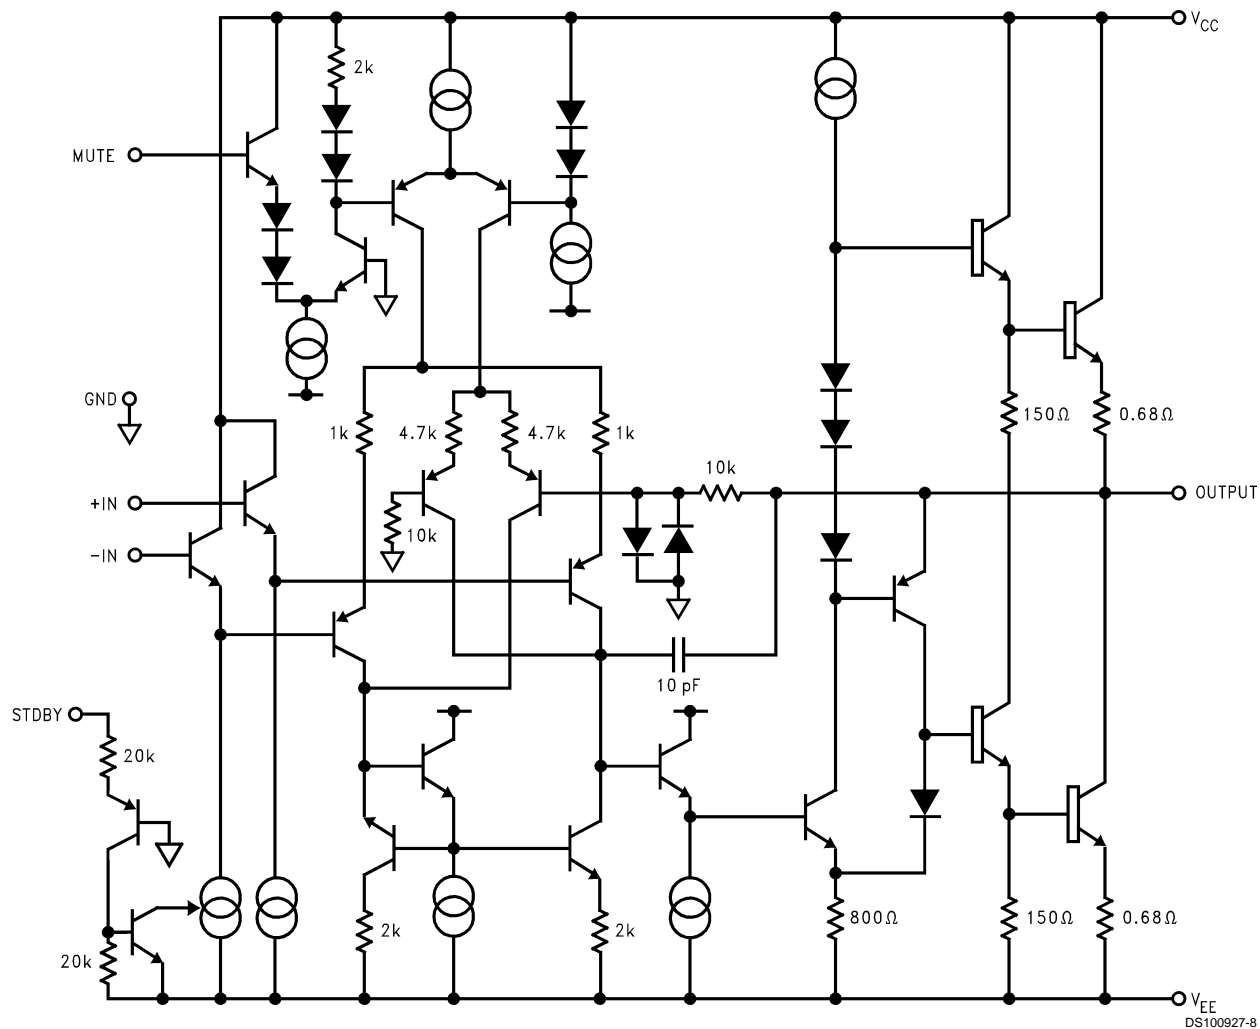 V_CC
2k
MUTE
GND
1k
4.7k
4.7k
1k
150Ω
0.68Ω
10k
+IN
OUTPUT
10k
−IN
10 pF
STDBY
20k
2k
2k
800Ω
150Ω
0.68Ω
20k
V_EE
DS100927-8